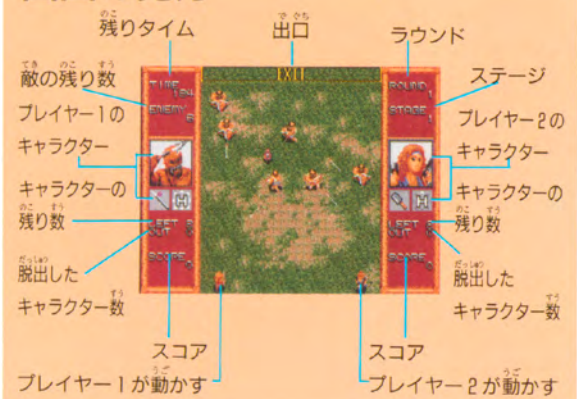 残りタイム
出口
ラウンド
敵の残り数
ステージ
プレイヤー1の
キャラクター
プレイヤー2の
キャラクター
キャラクターの
残り数
キャラクターの
残り数
脱出した
キャラクター数
脱出した
キャラクター数
スコア
スコア
プレイヤー1が動かす
プレイヤー2が動かす
EXIT
TIME
ENEMY
ROUND
1
STAGE
1
LEFT
OUT
SCORE
0
LEFT
OUT
SCORE
0